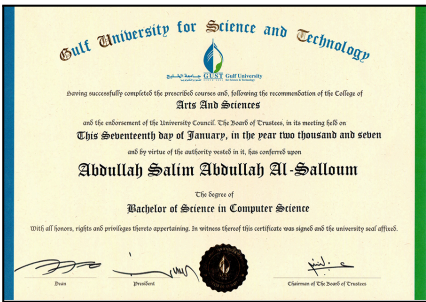 Gulf University for Science and Technology
GUST Gulf University
for Science & Technology
Having successfully completed the prescribed courses and, following the recommendation of the College of
Arts And Sciences
and the endorsement of the University Council. The Board of Trustees, in its meeting held on
This Seventeenth day of January, in the year two thousand and seven
and by virtue of the authority vested in it, has conferred upon
Abdullah Salim Abdullah Al-Salloum
The degree of
Bachelor of Science in Computer Science
With all honors, rights and privileges thereto appertaining. In witness thereof this certificate was signed and the university seal affixed.
Dean
President
Chairman of The Board of Trustees